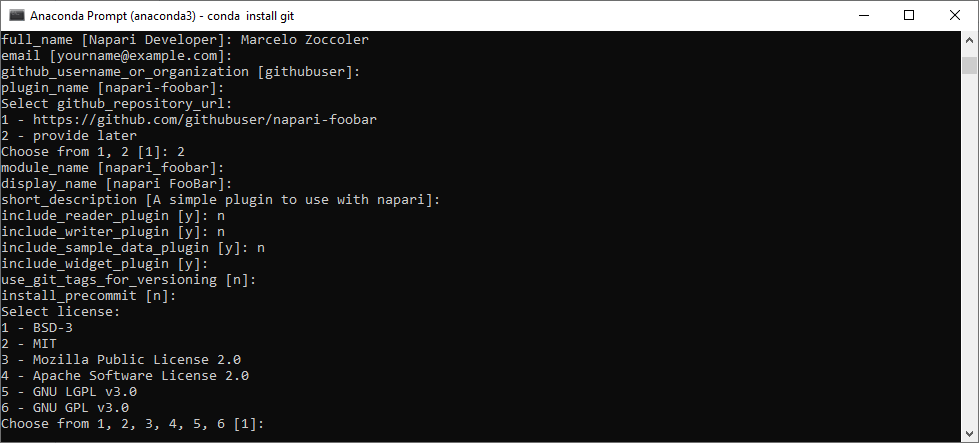 Anaconda Prompt (anaconda3) - conda  install git
full_name [Napari Developer]: Marcelo Zoccoler
email [yourname@example.com]:
github_username_or_organization [githubuser]:
plugin_name [napari-foobar]:
Select github_repository_url:
1 - https://github.com/githubuser/napari-foobar
2 - provide later
Choose from 1, 2 [1]: 2
module_name [napari_foobar]:
display_name [napari FooBar]:
short_description [A simple plugin to use with napari]:
include_reader_plugin [y]: n
include_writer_plugin [y]: n
include_sample_data_plugin [y]: n
include_widget_plugin [y]:
use_git_tags_for_versioning [n]:
install_precommit [n]:
Select license:
1 - BSD-3
2 - MIT
3 - Mozilla Public License 2.0
4 - Apache Software License 2.0
5 - GNU LGPL v3.0
6 - GNU GPL v3.0
Choose from 1, 2, 3, 4, 5, 6 [1]: